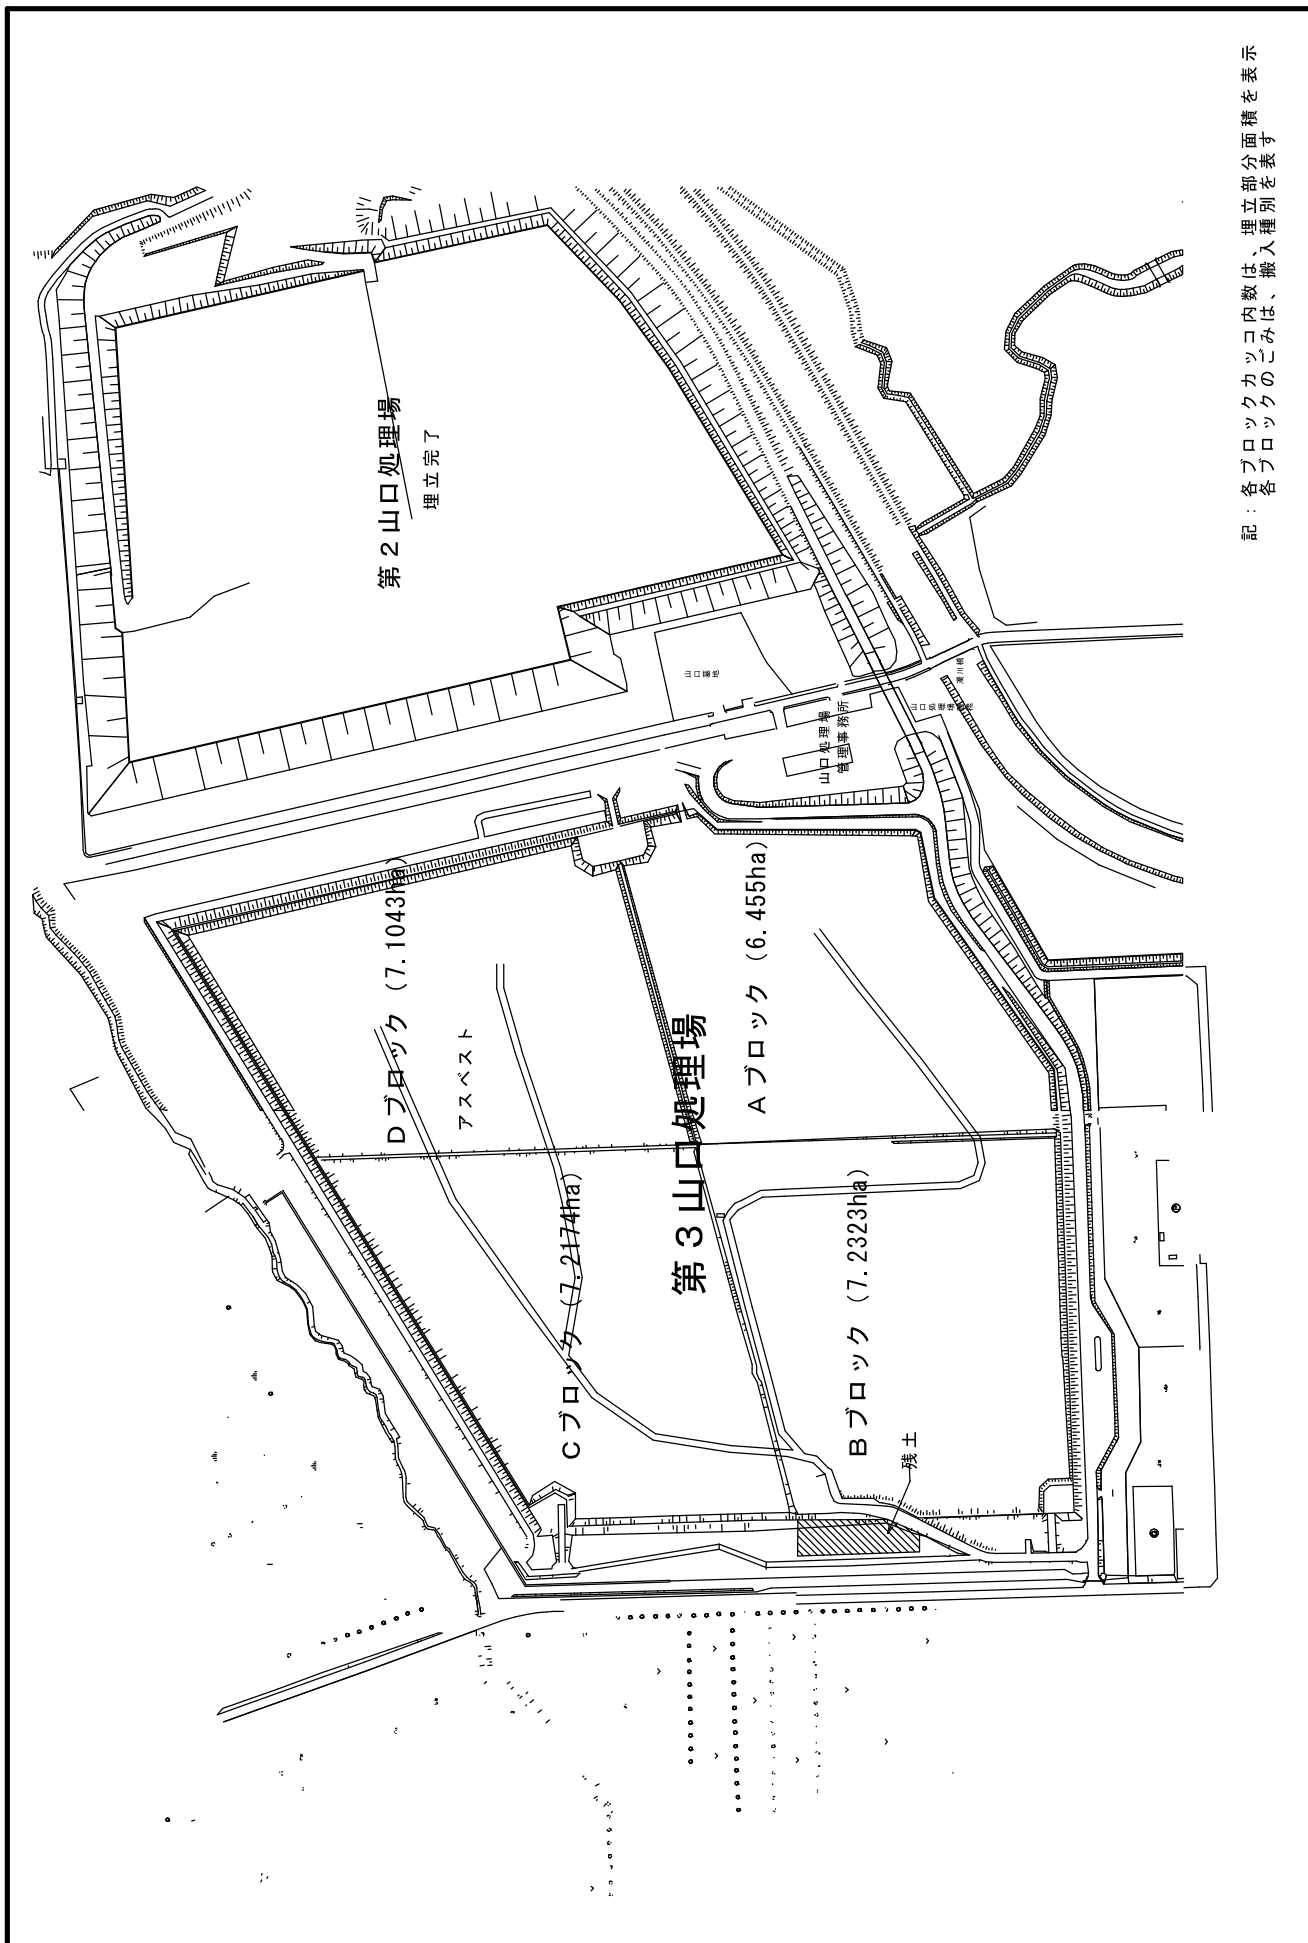 記：各ブロックカッコ内数は、埋立部分面積を表示
各ブロックのごみは、搬入種別を表す
第２山口処理場
埋立完了
山口墓地
山口処理場
管理事務所
Ｄブロック（7.1043ha）
アスベスト
Ａブロック（6.455ha）
第３山口処理場
Ｃブロック（7.2174ha）
Ｂブロック（7.2323ha）
残土